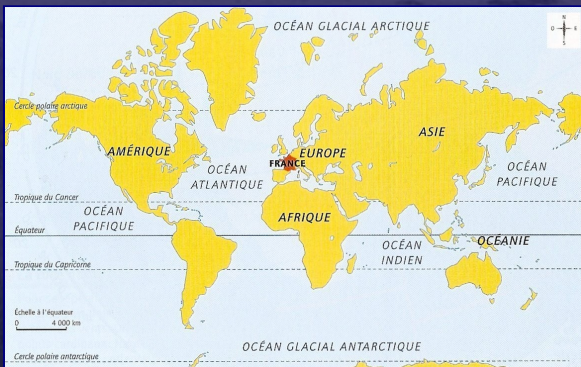 OCÉAN GLACIAL ARCTIQUE
N
O E
S
Cercle polaire arctique
AMÉRIQUE
EUROPE
ASIE
FRANCE
OCÉAN
ATLANTIQUE
OCÉAN
PACIFIQUE
Tropique du Cancer
OCÉAN
PACIFIQUE
AFRIQUE
Équateur
OCÉAN
INDIEN
OCÉANIE
Tropique du Capricorne
Échelle à l'équateur
0 4 000 km
OCÉAN GLACIAL ANTARCTIQUE
Cercle polaire antarctique